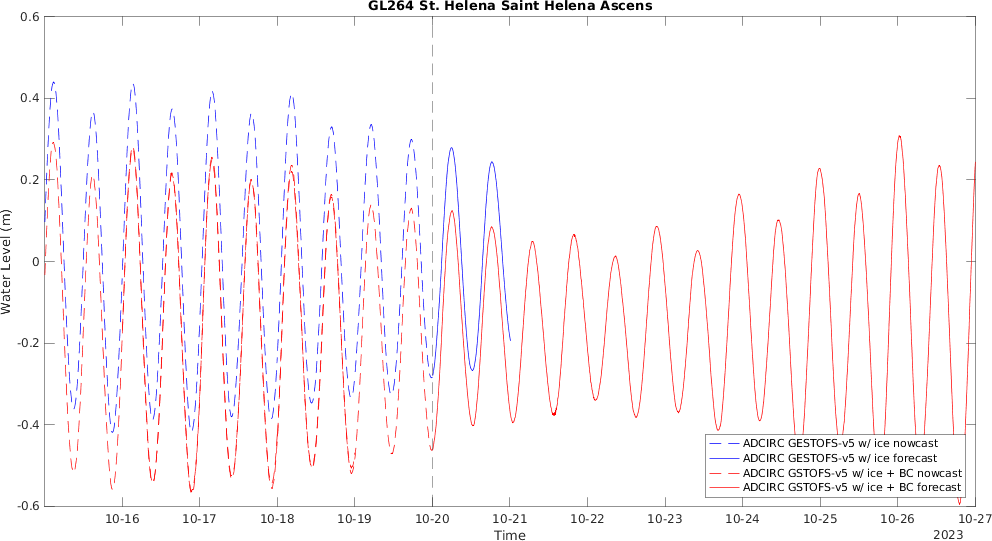 GL264 St. Helena Saint Helena Ascens
0.6
0.4
0.2
0
-0.2
-0.4
-0.6
Water Level (m)
10-16 10-17 10-18 10-19 10-20 10-21 10-22 10-23 10-24 10-25 10-26 10-27
Time
2023
ADCIRC GESTOFS-v5 w/ ice nowcast
ADCIRC GESTOFS-v5 w/ ice forecast
ADCIRC GSTOFS-v5 w/ ice + BC nowcast
ADCIRC GSTOFS-v5 w/ ice + BC forecast